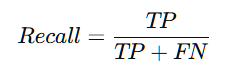 Recall = TP / TP + FN